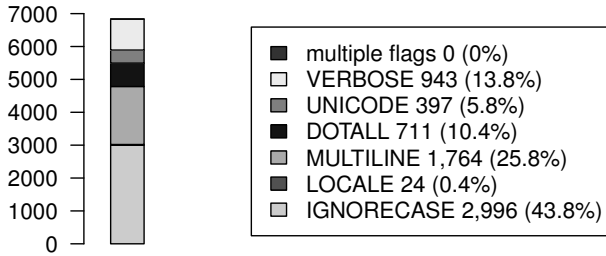 7000
6000
5000
4000
3000
2000
1000
0
multiple flags 0 (0%)
VERBOSE 943 (13.8%)
UNICODE 397 (5.8%)
DOTALL 711 (10.4%)
MULTILINE 1,764 (25.8%)
LOCALE 24 (0.4%)
IGNORECASE 2,996 (43.8%)